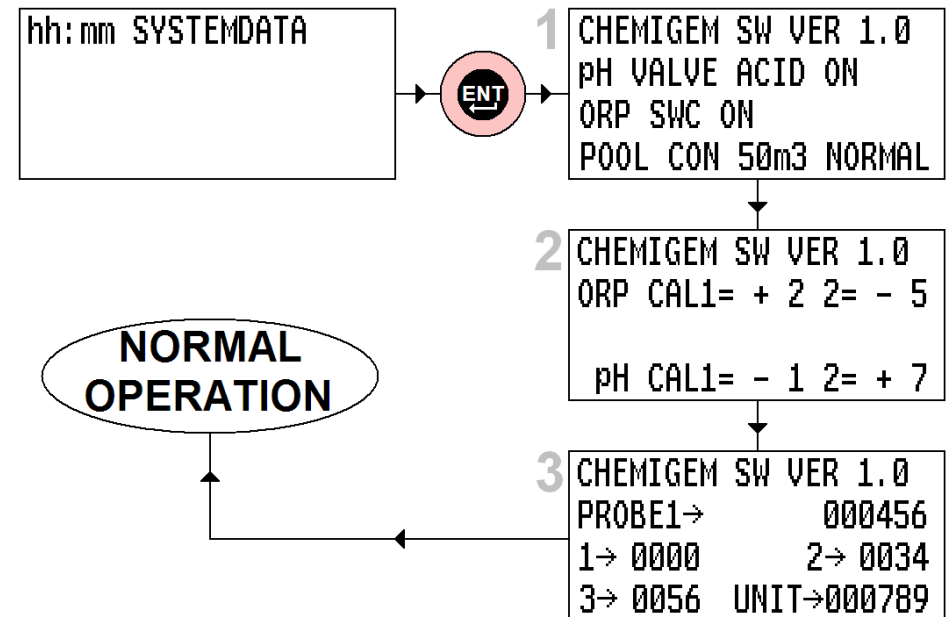 hh:mm SYSTEMDATA
ENT
1
CHEMIGEM SW VER 1.0
pH VALVE ACID ON
ORP SWC ON
POOL CON 50m3 NORMAL
2
CHEMIGEM SW VER 1.0
ORP CAL1= + 2 2= - 5
pH CAL1= - 1 2= + 7
NORMAL
OPERATION
3
CHEMIGEM SW VER 1.0
PROBE1→ 000456
1→ 0000 2→ 0034
3→ 0056 UNIT→000789